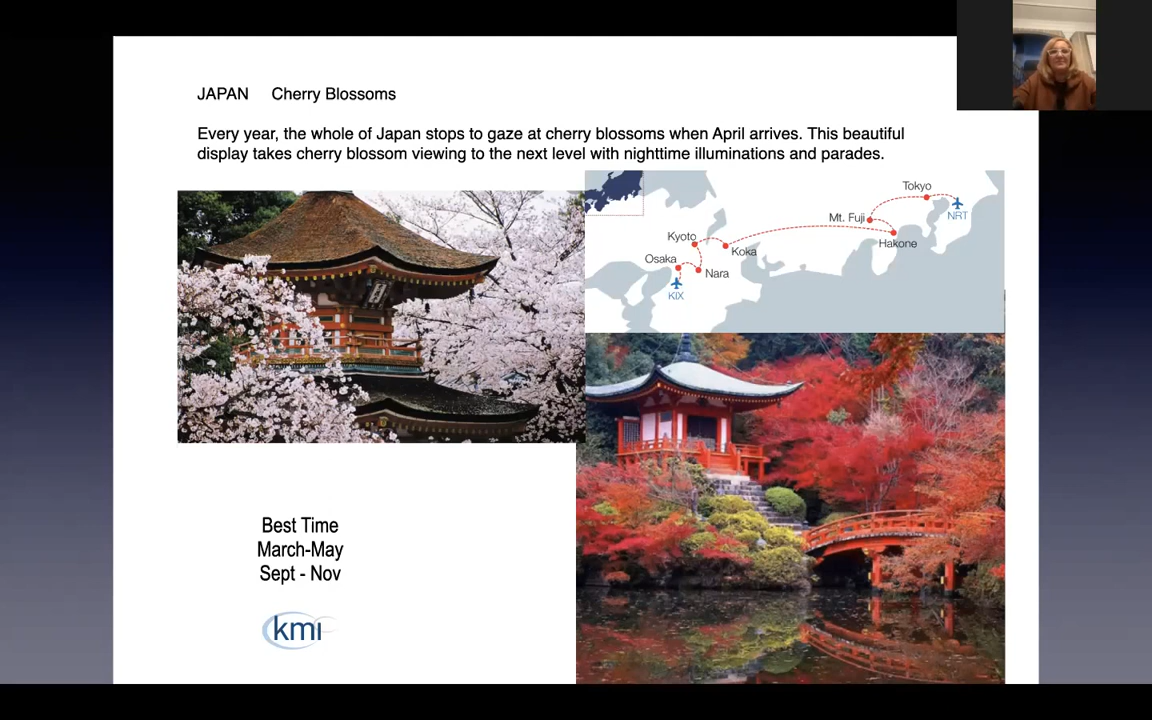 JAPAN Cherry Blossoms
Every year, the whole of Japan stops to gaze at cherry blossoms when April arrives. This beautiful
display takes cherry blossom viewing to the next level with nighttime illuminations and parades.
Tokyo
NRT
Mt. Fuji
Hakone
Kyoto
Koka
Osaka
Nara
KIX
Best Time
March-May
Sept - Nov
kmi